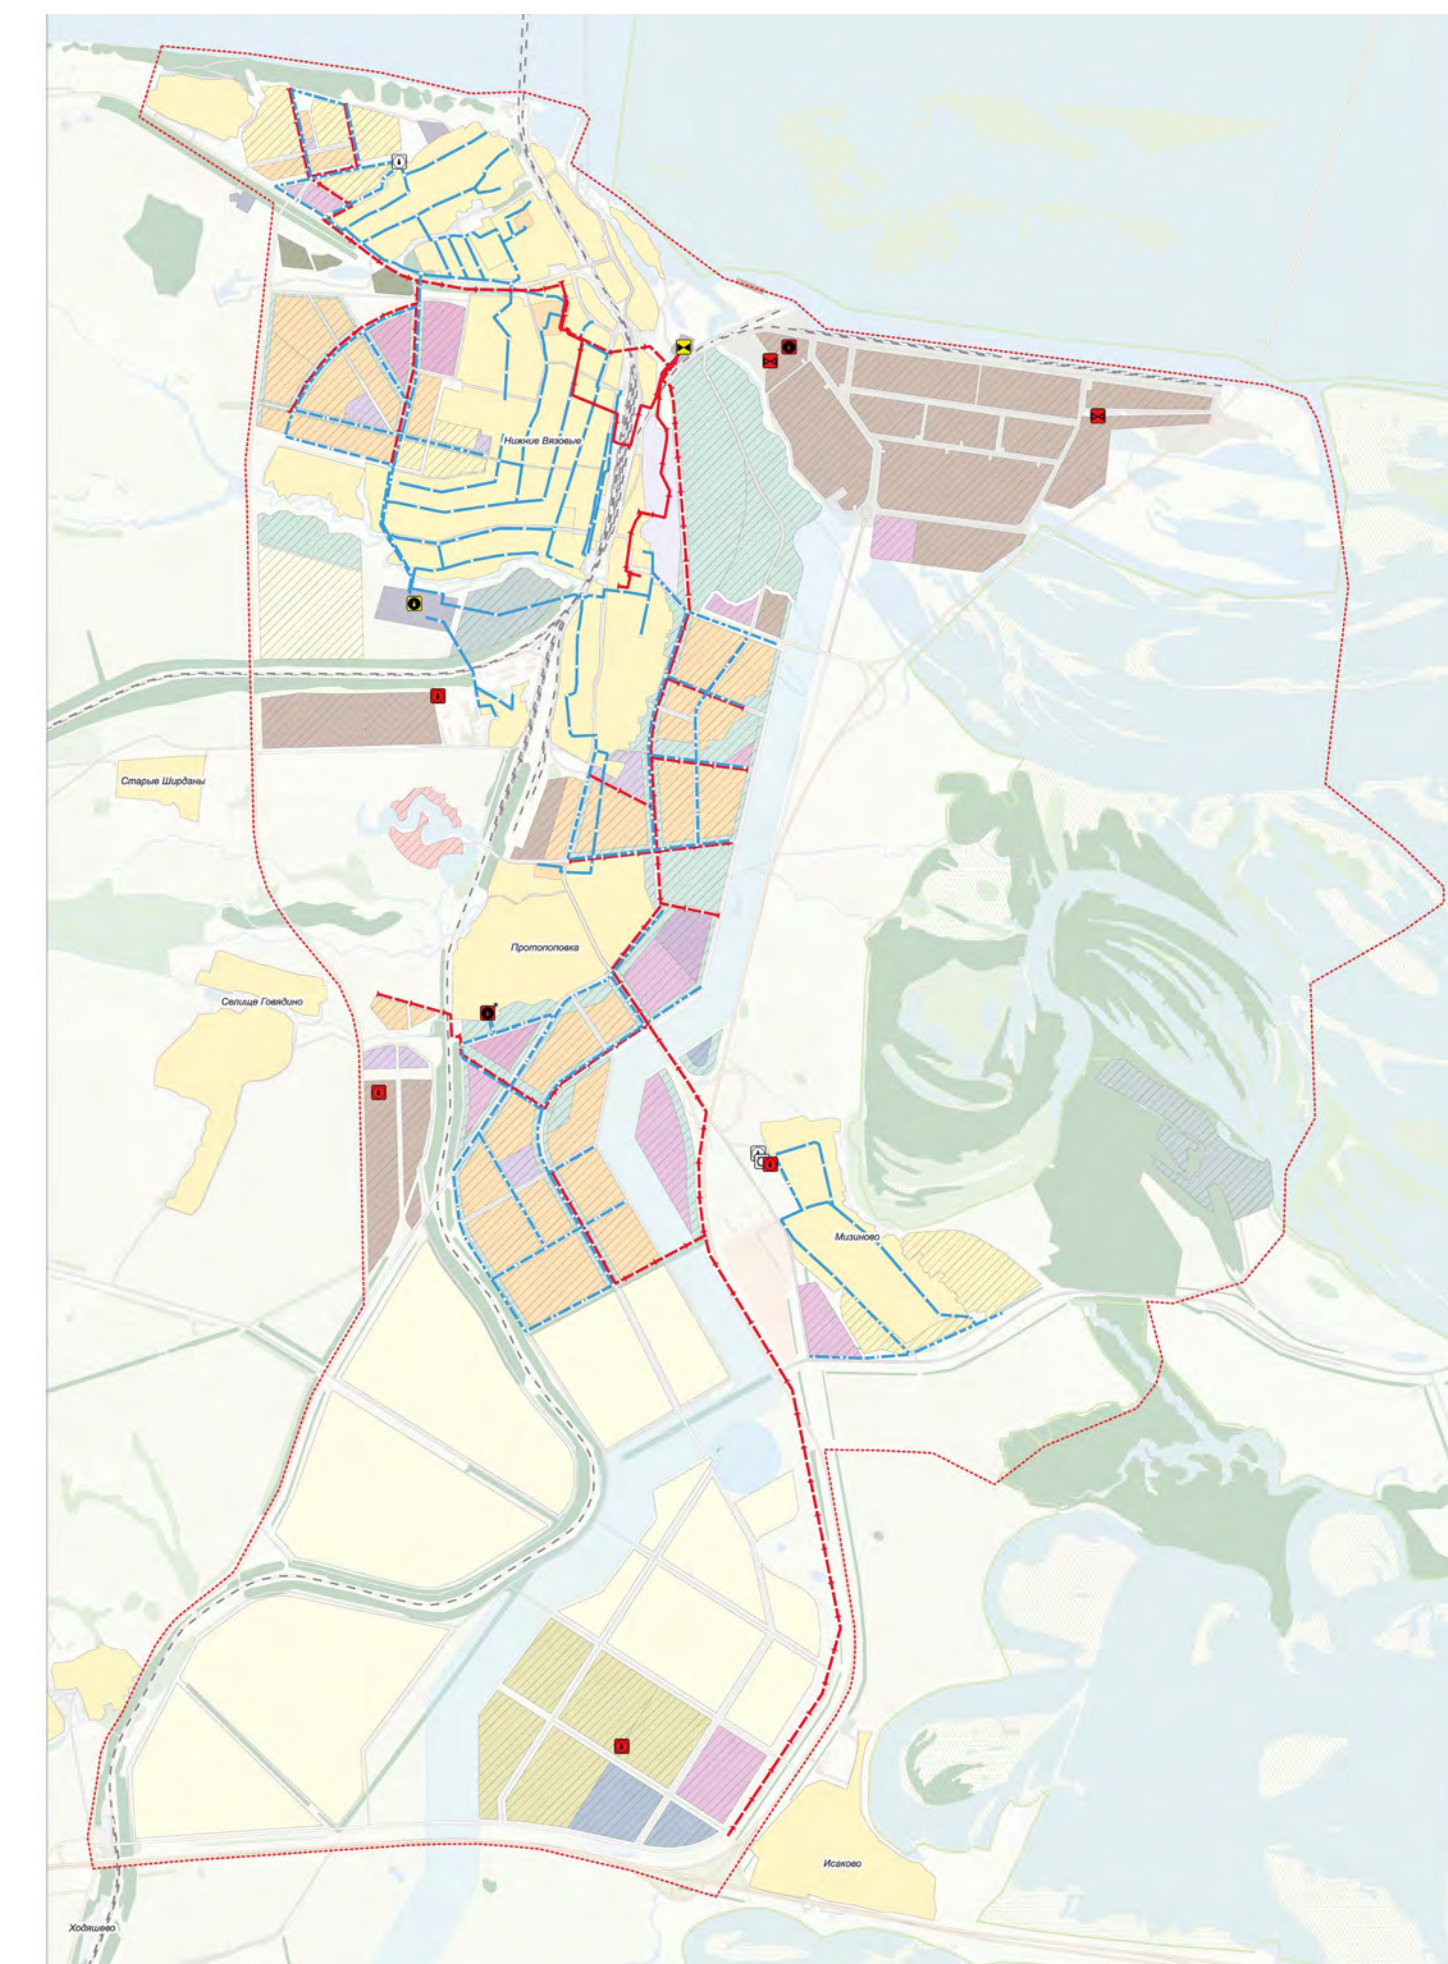 Нижние Вязовые
Старые Ширданы
Протопоповка
Селище Говядино
Мизиново
Исаково
Ходяшево